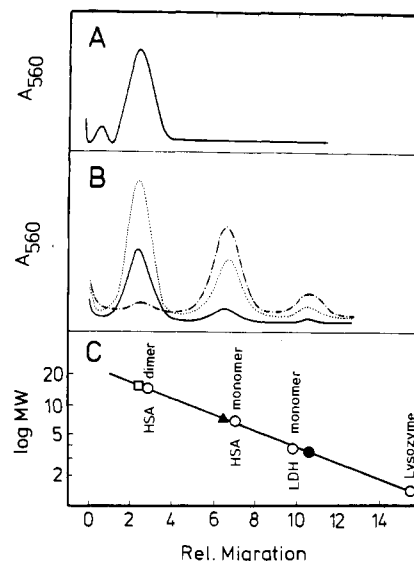 A
A560
B
A560
C
log MW
20
10
5
2
HSA dimer
HSA monomer
LDH monomer
Lysozyme
0 2 4 6 8 10 12 14
Rel. Migration